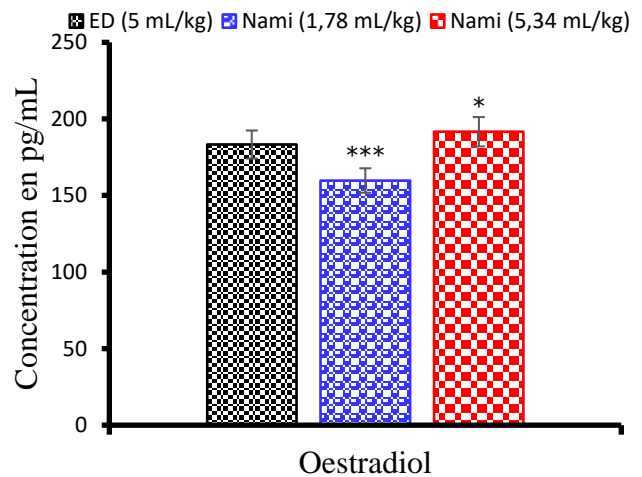 ED (5 mL/kg) Nami (1,78 mL/kg) Nami (5,34 mL/kg)
Concentration en pg/mL
250
200
150
100
50
0
***
*
Oestradiol